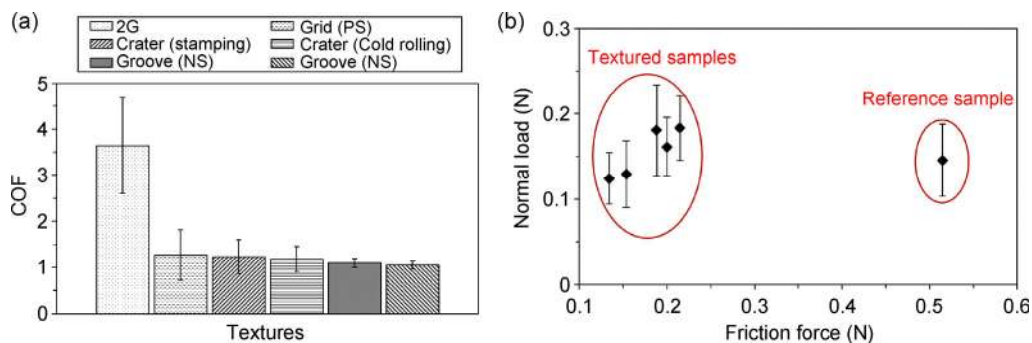 (a)
2G
Grid (PS)
Crater (stamping)
Crater (Cold rolling)
Groove (NS)
Groove (NS)
5
4
3
2
1
0
COF
Textures
(b)
0.3
0.2
0.1
0
Normal load (N)
Textured samples
Reference sample
0.1 0.2 0.3 0.4 0.5 0.6
Friction force (N)